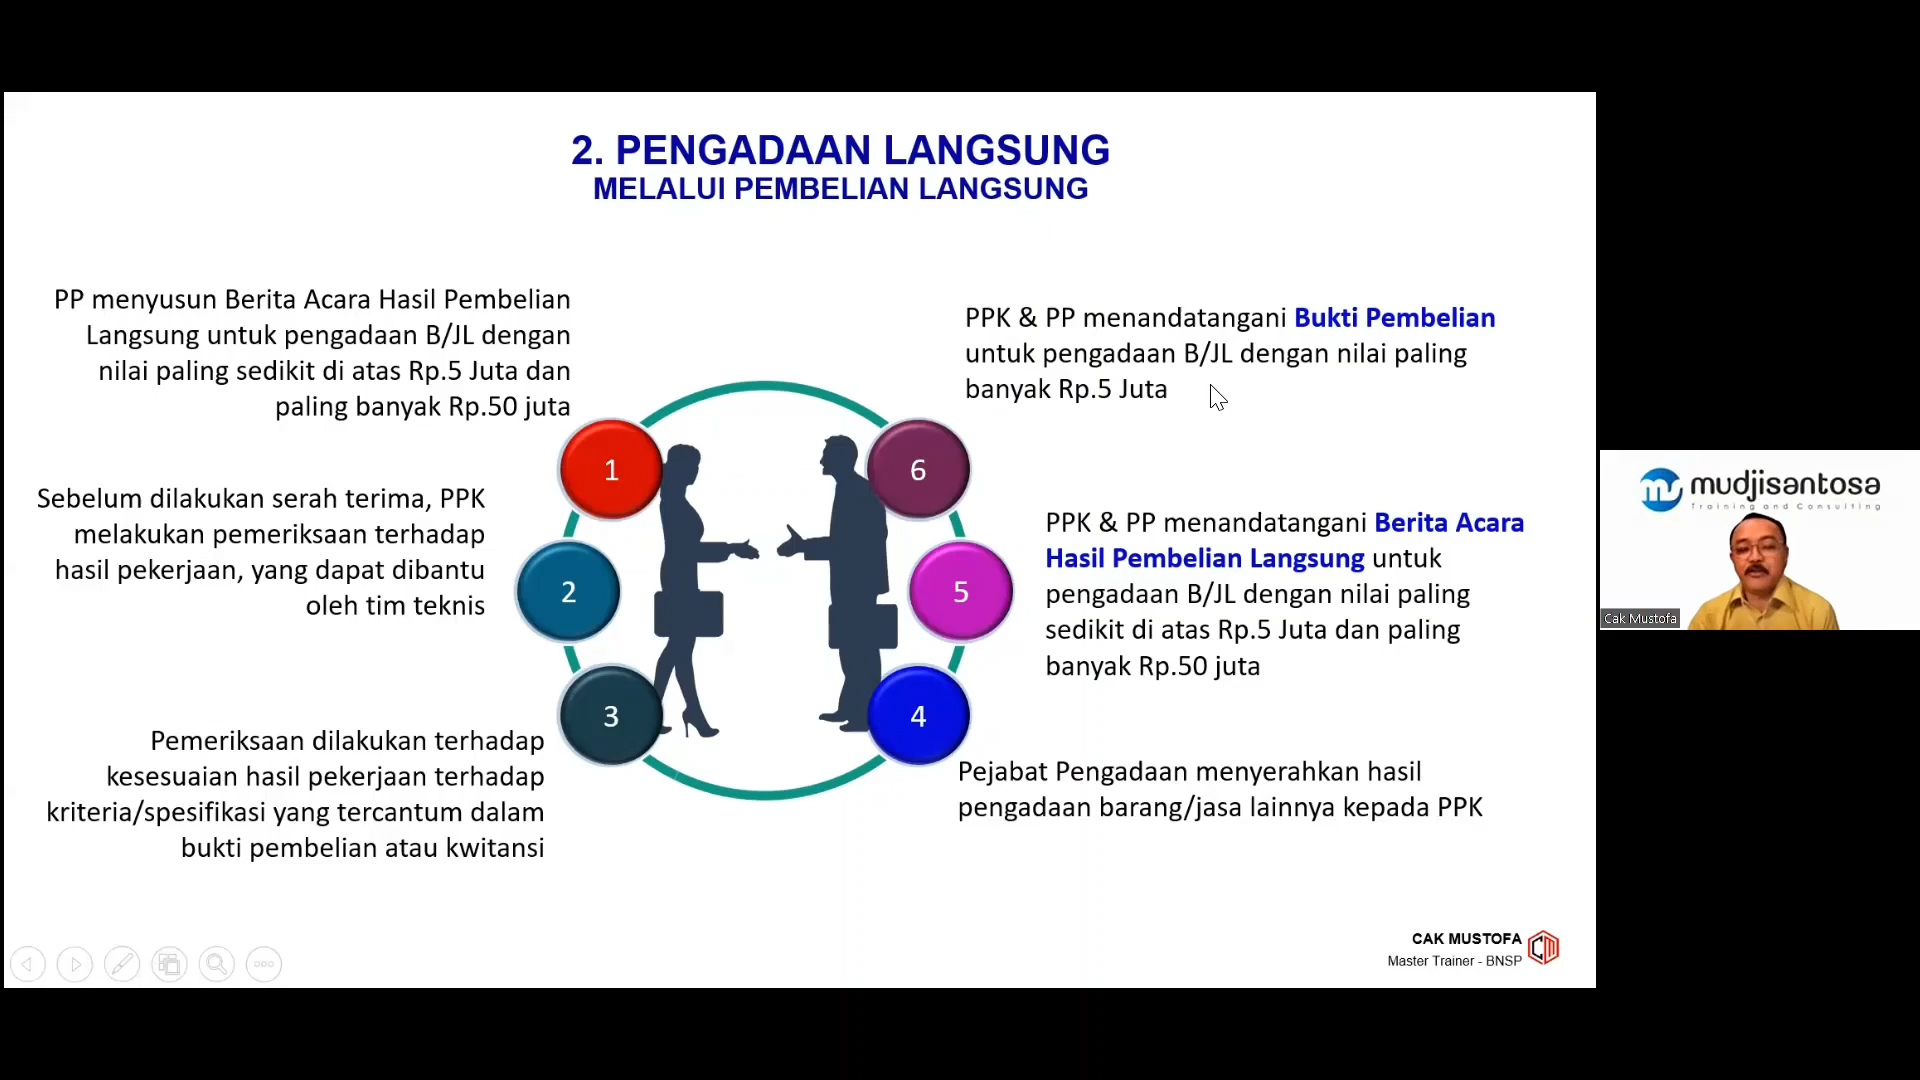 2. PENGADAAN LANGSUNG
MELALUI PEMBELIAN LANGSUNG
PP menyusun Berita Acara Hasil Pembelian
Langsung untuk pengadaan B/JL dengan
nilai paling sedikit di atas Rp.5 Juta dan
paling banyak Rp.50 juta
1
Sebelum dilakukan serah terima, PPK
melakukan pemeriksaan terhadap
hasil pekerjaan, yang dapat dibantu
oleh tim teknis
2
Pemeriksaan dilakukan terhadap
kesesuaian hasil pekerjaan terhadap
kriteria/spesifikasi yang tercantum dalam
bukti pembelian atau kwitansi
3
PPK & PP menandatangani Bukti Pembelian
untuk pengadaan B/JL dengan nilai paling
banyak Rp.5 Juta
6
PPK & PP menandatangani Berita Acara
Hasil Pembelian Langsung untuk
pengadaan B/JL dengan nilai paling
sedikit di atas Rp.5 Juta dan paling
banyak Rp.50 juta
5
4
Pejabat Pengadaan menyerahkan hasil
pengadaan barang/jasa lainnya kepada PPK
CAK MUSTOFA
Master Trainer - BNSP
mudjisantosa
Training and Consulting
Cak Mustofa